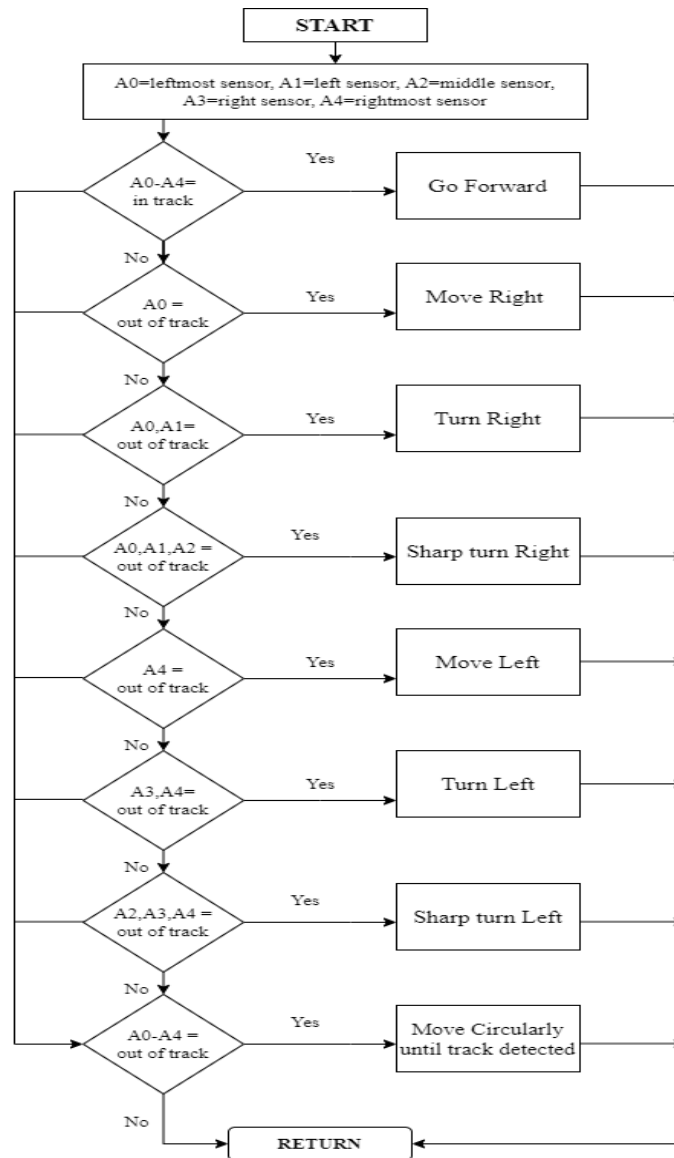 START
A0=leftmost sensor, A1=left sensor, A2=middle sensor,
A3=right sensor, A4=rightmost sensor
A0-A4=
in track
Yes
Go Forward
No
A0 =
out of track
Yes
Move Right
No
A0,A1=
out of track
Yes
Turn Right
No
A0,A1,A2 =
out of track
Yes
Sharp turn Right
No
A4 =
out of track
Yes
Move Left
No
A3,A4=
out of track
Yes
Turn Left
No
A2,A3,A4 =
out of track
Yes
Sharp turn Left
No
A0-A4 =
out of track
Yes
Move Circularly
until track detected
No
RETURN